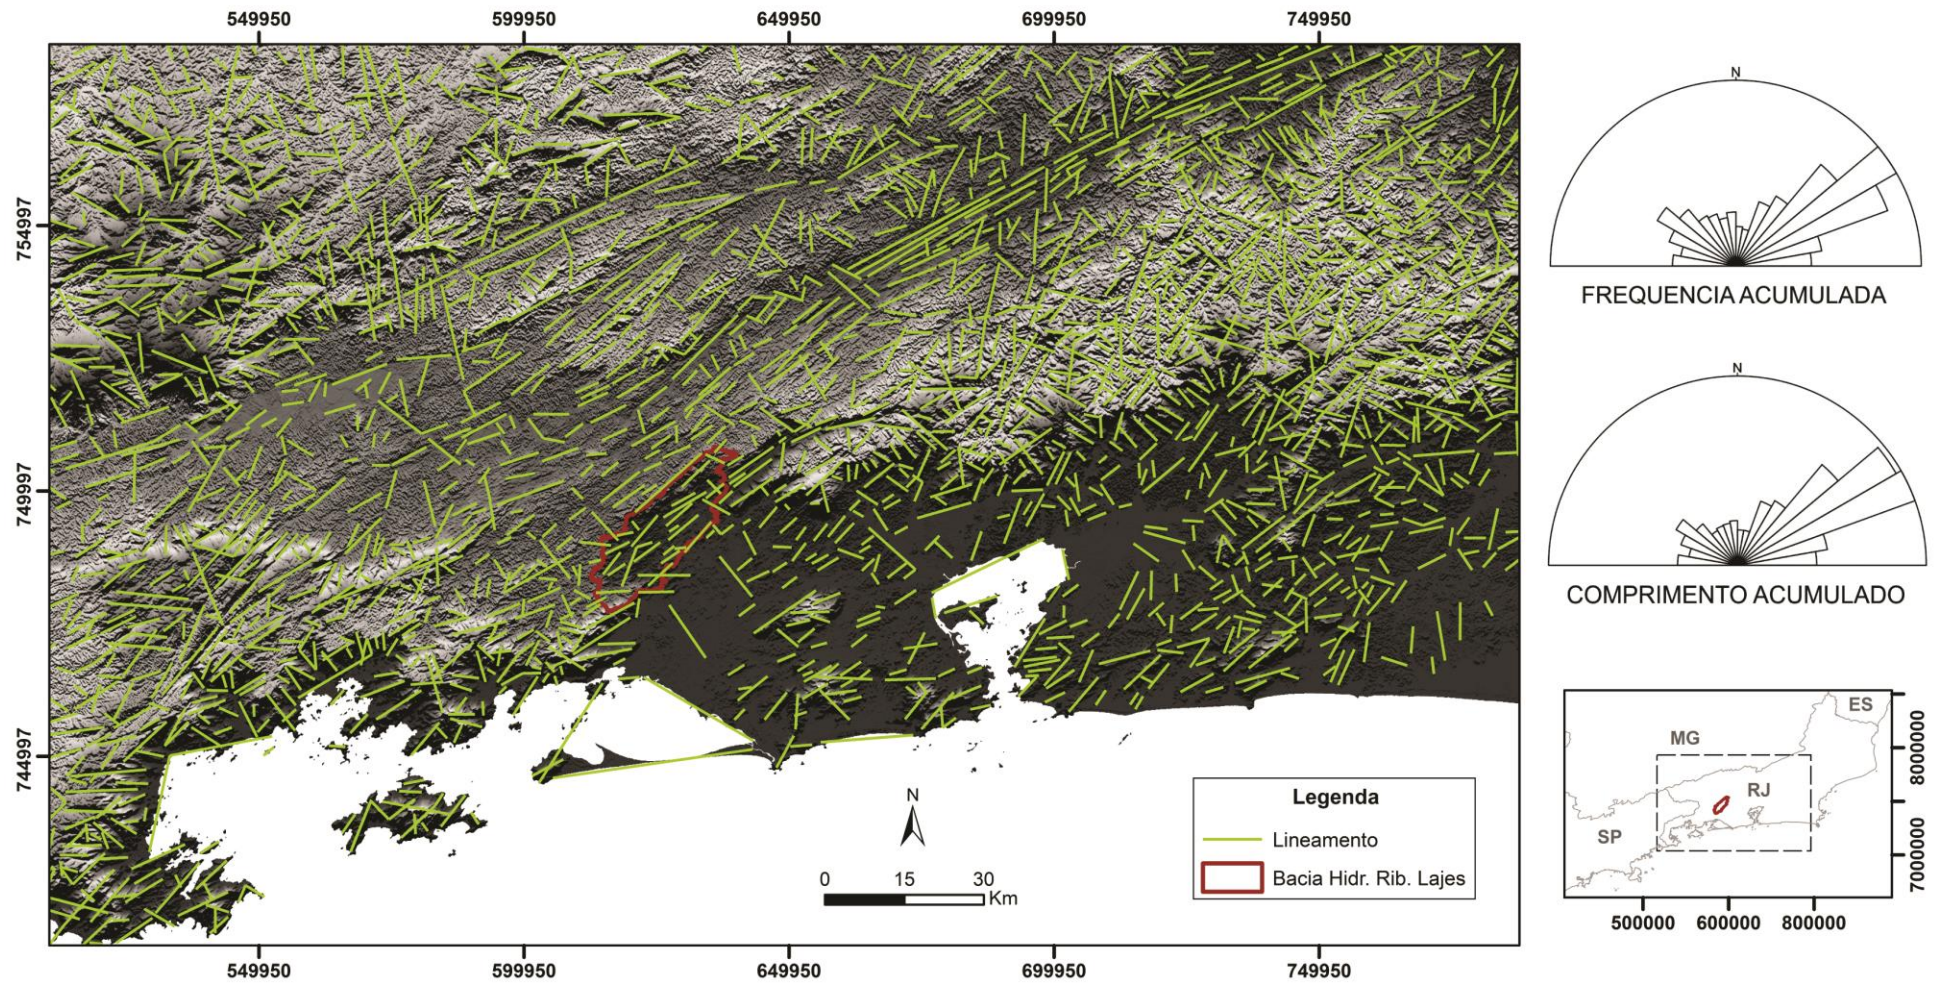 549950 599950 649950 699950 749950
754997
749997
744997
549950 599950 649950 699950 749950
N
0 15 30
Km
Legenda
Lineamento
Bacia Hidr. Rib. Lajes
N
FREQUENCIA ACUMULADA
N
COMPRIMENTO ACUMULADO
ES
MG
RJ
SP
8000000
7000000
500000 600000 800000